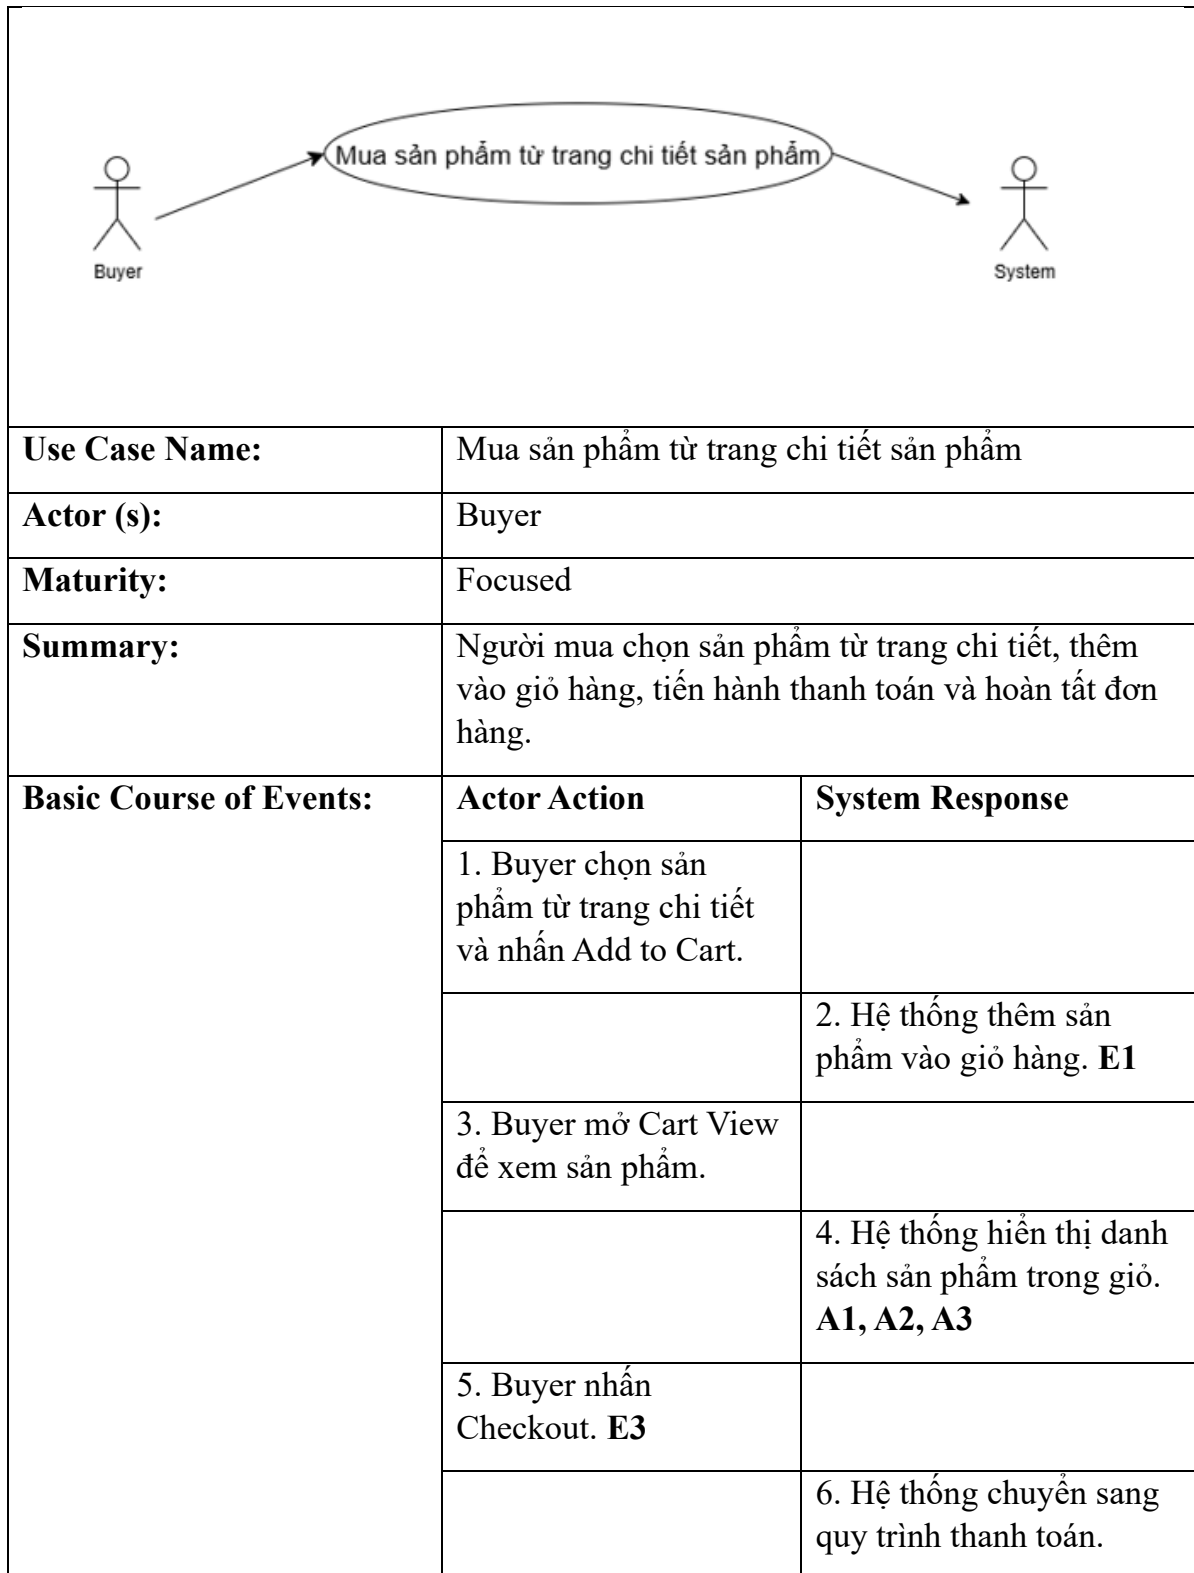 Mua sản phẩm từ trang chi tiết sản phẩm
Buyer
System
Use Case Name:
Mua sản phẩm từ trang chi tiết sản phẩm
Actor (s):
Buyer
Maturity:
Focused
Summary:
Người mua chọn sản phẩm từ trang chi tiết, thêm
vào giỏ hàng, tiến hành thanh toán và hoàn tất đơn
hàng.
Basic Course of Events:
Actor Action
System Response
1. Buyer chọn sản
phẩm từ trang chi tiết
và nhấn Add to Cart.
2. Hệ thống thêm sản
phẩm vào giỏ hàng. E1
3. Buyer mở Cart View
để xem sản phẩm.
4. Hệ thống hiển thị danh
sách sản phẩm trong giỏ.
A1, A2, A3
5. Buyer nhấn
Checkout. E3
6. Hệ thống chuyển sang
quy trình thanh toán.